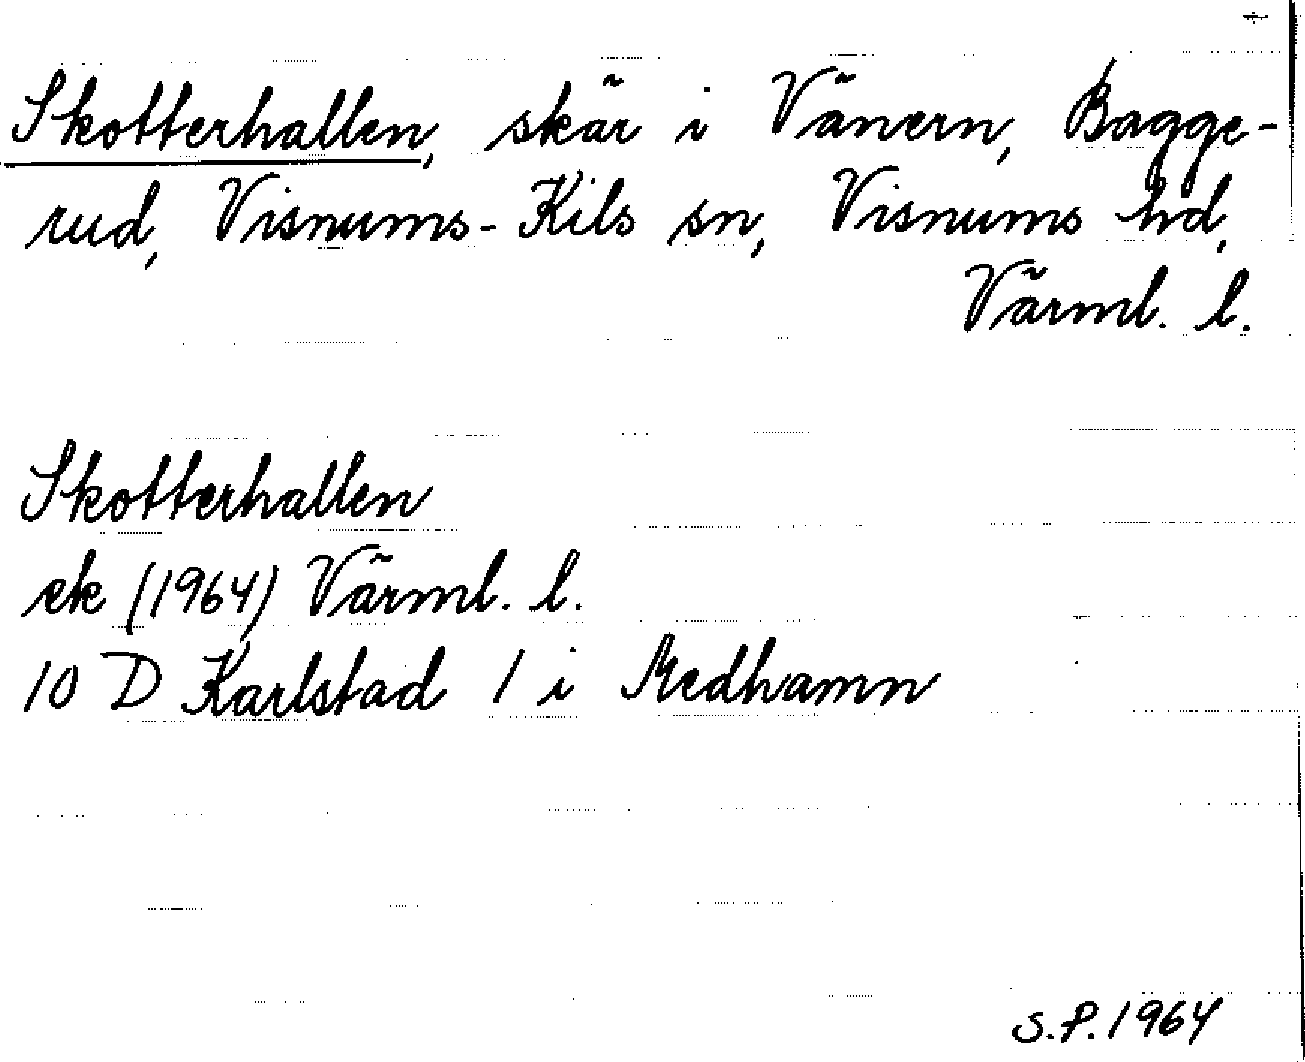 Skotterhallen, skär i Vänern, Bagge-
rud, Visnums-Kils sn, Visnums hd,
Värml. l.
Skotterhallen
ek (1964) Värml. l.
10 D Karlstad 1 i Medhamn
S.P. 1964